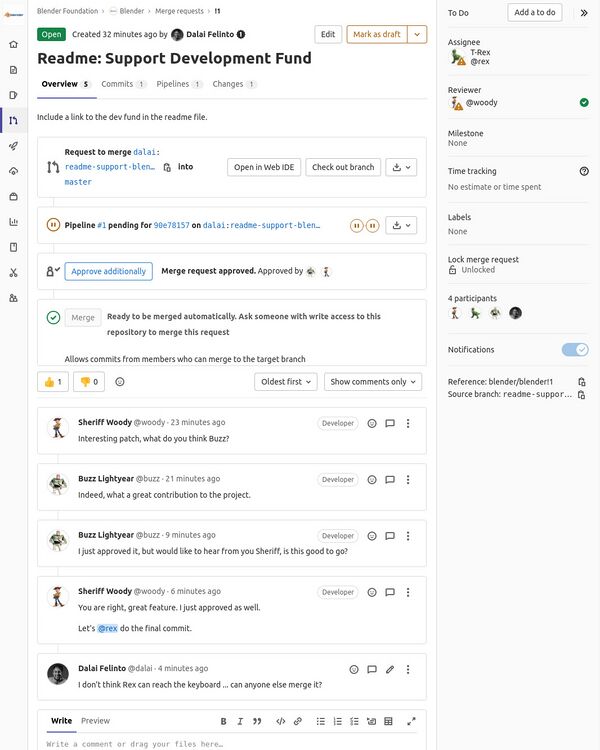 Blender Foundation > Blender > Merge requests > !1
Open Created 32 minutes ago by Dalai Felinto Edit Mark as draft
Readme: Support Development Fund
Overview 5 Commits 1 Pipelines 1 Changes 1
Include a link to the dev fund in the readme file.
Request to merge dalai:
readme-support-blen… into
master
Open in Web IDE Check out branch
Pipeline #1 pending for 90e78157 on dalai:readme-support-blen…
Approve additionally Merge request approved. Approved by
Merge Ready to be merged automatically. Ask someone with write access to this
repository to merge this request
Allows commits from members who can merge to the target branch
👍 1 👎 0 Oldest first Show comments only
Sheriff Woody @woody · 23 minutes ago Developer
Interesting patch, what do you think Buzz?
Buzz Lightyear @buzz · 21 minutes ago Developer
Indeed, what a great contribution to the project.
Buzz Lightyear @buzz · 9 minutes ago Developer
I just approved it, but would like to hear from you Sheriff, is this good to go?
Sheriff Woody @woody · 6 minutes ago Developer
You are right, great feature. I just approved as well.
Let's @rex do the final commit.
Dalai Felinto @dalai · 4 minutes ago
I don't think Rex can reach the keyboard ... can anyone else merge it?
Write Preview
Write a comment or drag your files here…
To Do Add a to do
Assignee
T-Rex
@rex
Reviewer
@woody
Milestone
None
Time tracking
No estimate or time spent
Labels
None
Lock merge request
Unlocked
4 participants
Notifications
Reference: blender/blender!1
Source branch: readme-suppor…